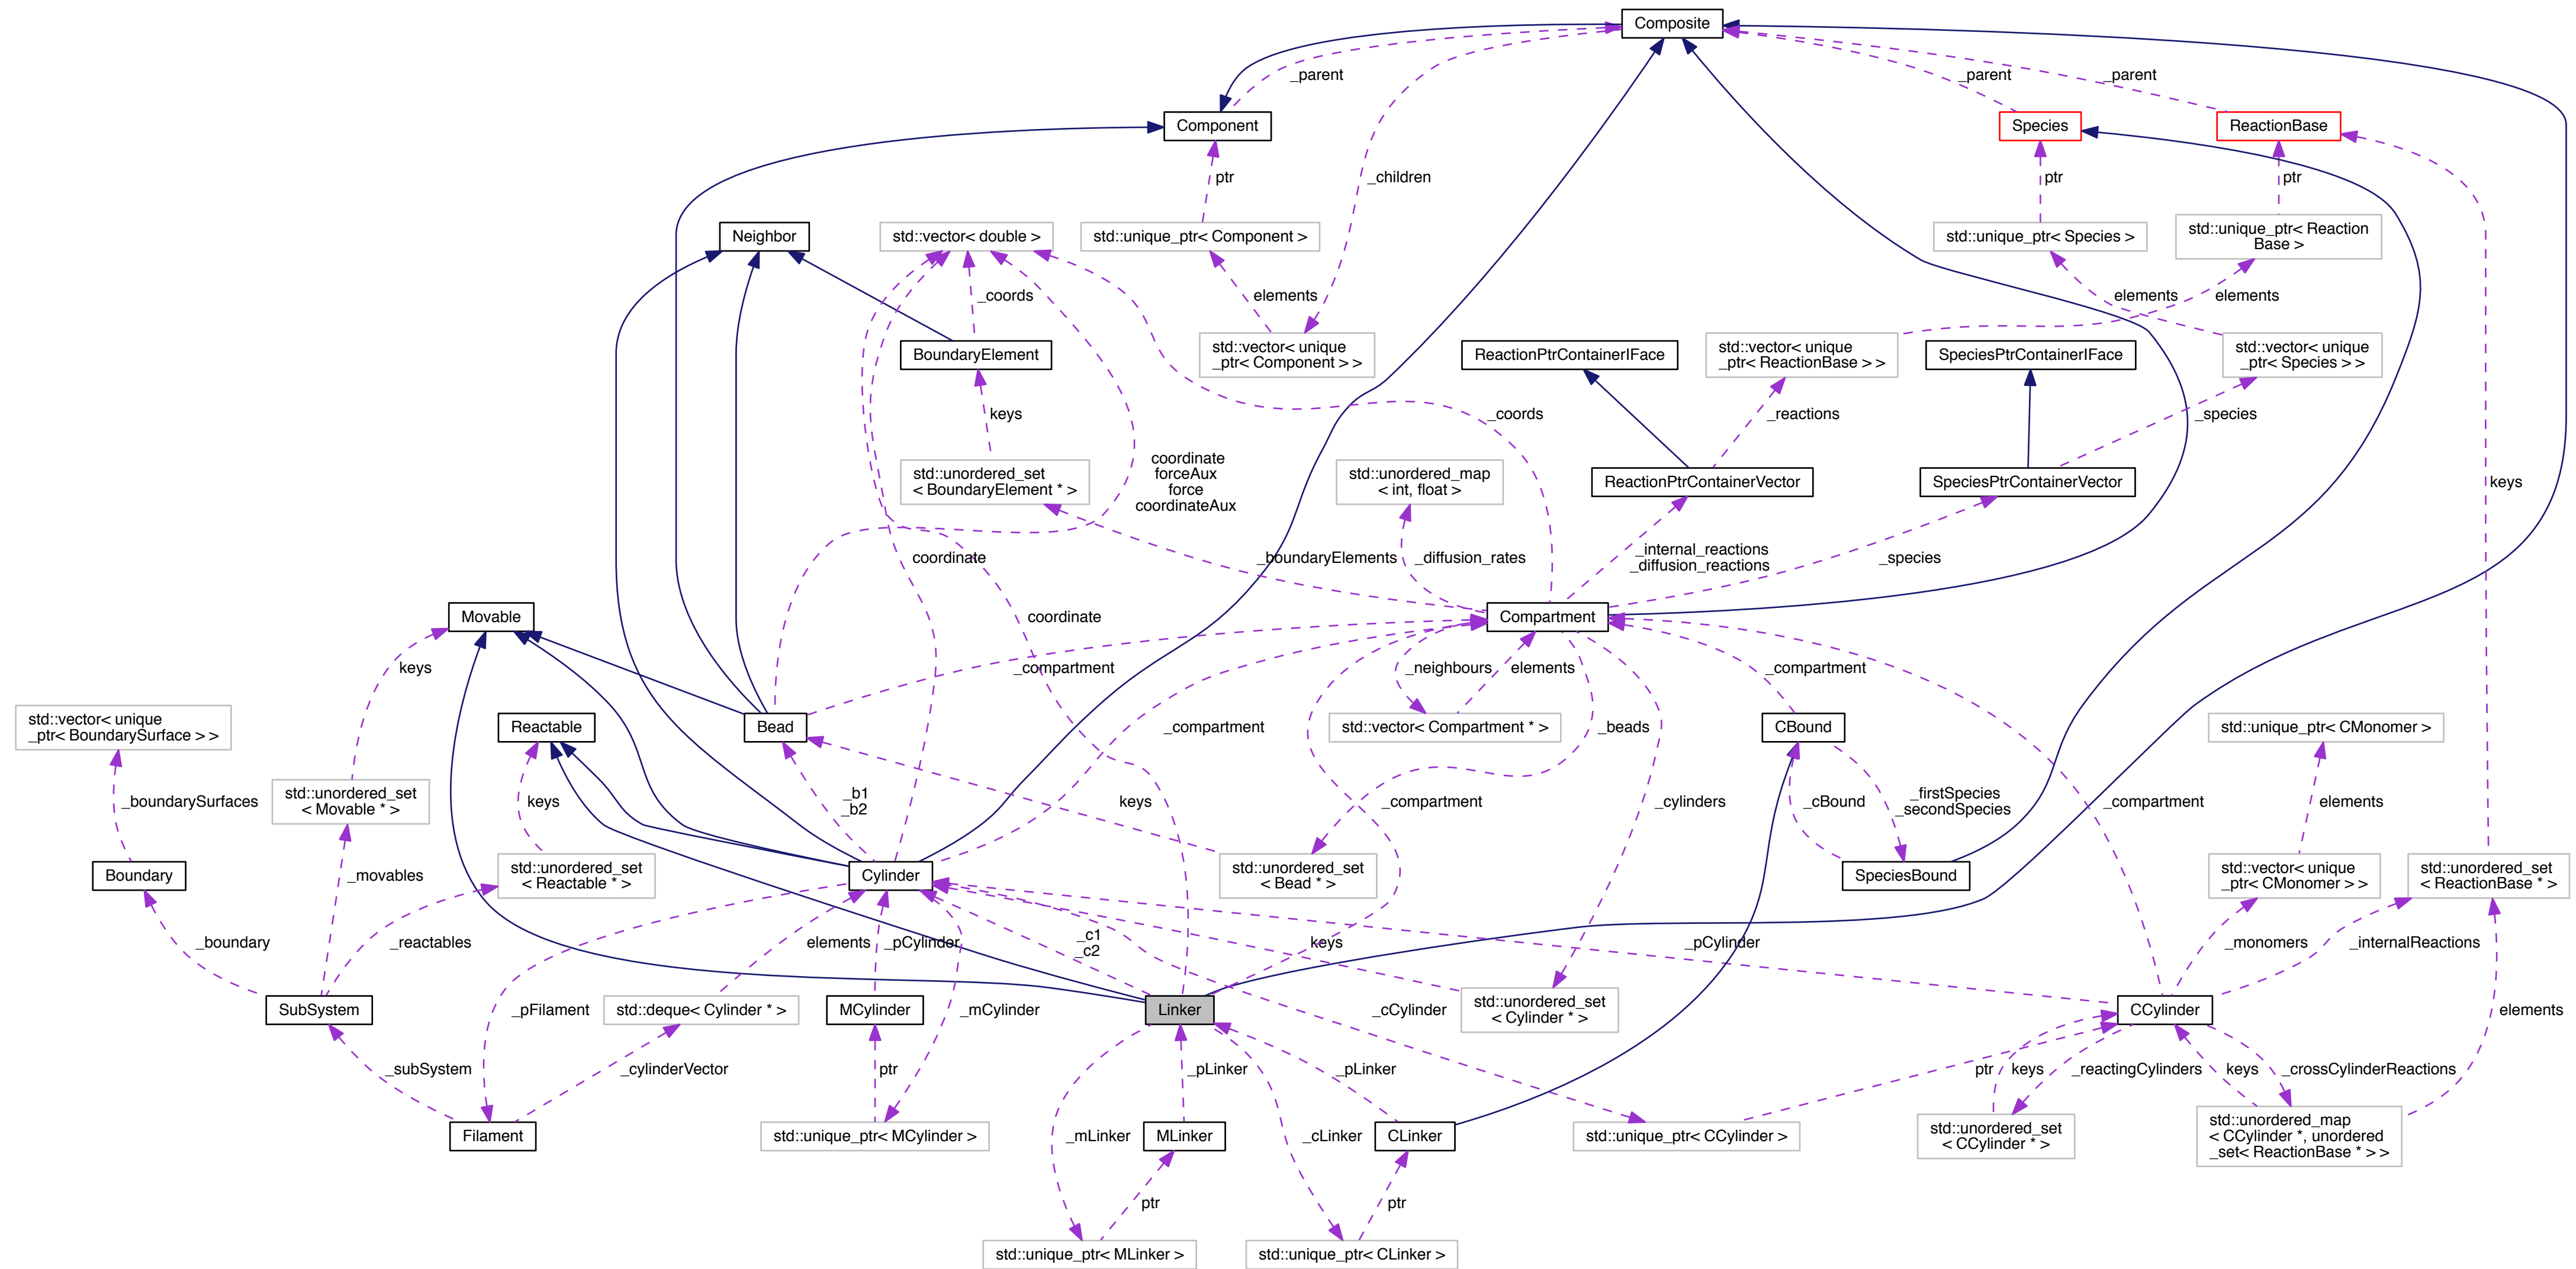 Composite
_parent
_parent
_parent
Component
Species
ReactionBase
ptr
_children
ptr
ptr
Neighbor
std::vector< double >
std::unique_ptr< Component >
std::unique_ptr< Species >
std::unique_ptr< Reaction
Base >
_coords
elements
elements
elements
BoundaryElement
std::vector< unique
_ptr< Component > >
ReactionPtrContainerIFace
std::vector< unique
_ptr< ReactionBase > >
SpeciesPtrContainerIFace
std::vector< unique
_ptr< Species > >
keys
_coords
_reactions
_species
std::unordered_set
< BoundaryElement * >
coordinate
forceAux
force
coordinateAux
std::unordered_map
< int, float >
ReactionPtrContainerVector
SpeciesPtrContainerVector
keys
coordinate
_boundaryElements
_diffusion_rates
_internal_reactions
_diffusion_reactions
_species
Movable
coordinate
Compartment
keys
_compartment
_neighbours
elements
_compartment
std::vector< unique
_ptr< BoundarySurface > >
Reactable
Bead
_compartment
std::vector< Compartment * >
_beads
CBound
std::unique_ptr< CMonomer >
_boundarySurfaces
std::unordered_set
< Movable * >
keys
_b1
_b2
keys
_compartment
_cylinders
_cBound
_firstSpecies
_secondSpecies
_compartment
elements
Boundary
_movables
std::unordered_set
< Reactable * >
Cylinder
std::unordered_set
< Bead * >
SpeciesBound
std::vector< unique
_ptr< CMonomer > >
std::unordered_set
< ReactionBase * >
_boundary
_reactables
elements
_pCylinder
_c1
_c2
keys
_pCylinder
_monomers
_internalReactions
SubSystem
_pFilament
std::deque< Cylinder * >
MCylinder
_mCylinder
Linker
_cCylinder
std::unordered_set
< Cylinder * >
CCylinder
elements
_subSystem
_cylinderVector
ptr
_pLinker
_pLinker
ptr
keys
_reactingCylinders
keys
_crossCylinderReactions
Filament
std::unique_ptr< MCylinder >
_mLinker
MLinker
_cLinker
CLinker
std::unique_ptr< CCylinder >
std::unordered_set
< CCylinder * >
std::unordered_map
< CCylinder *, unordered
_set< ReactionBase * > >
ptr
ptr
std::unique_ptr< MLinker >
std::unique_ptr< CLinker >